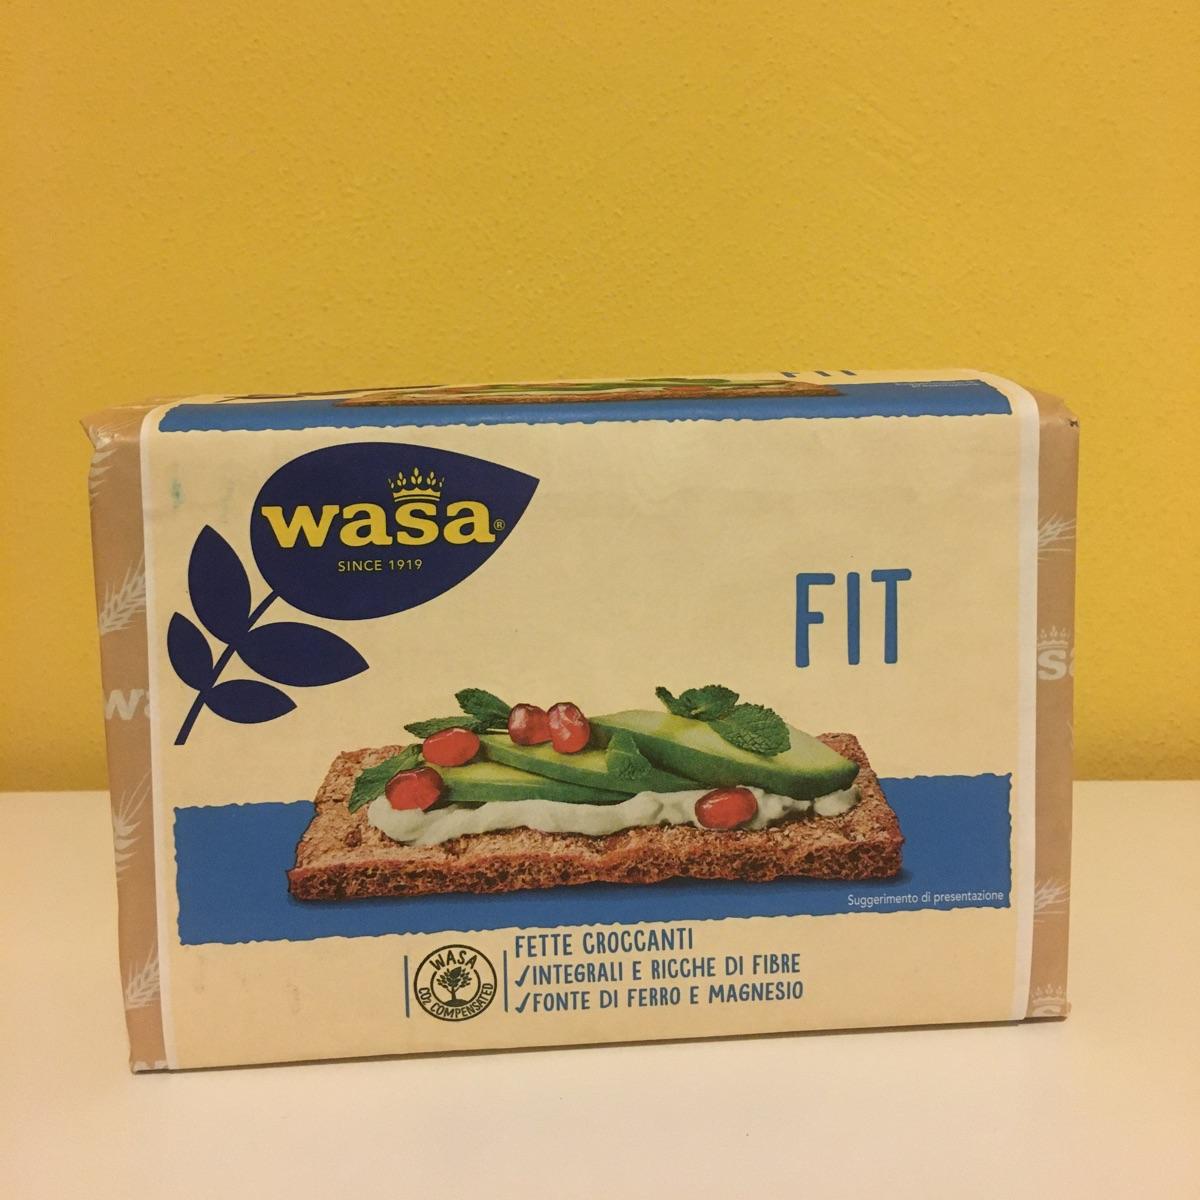 FIT
wasa®
SINCE 1919
FIT
Suggerimento di presentazione
FETTE CROCCANTI
✓INTEGRALI E RICCHE DI FIBRE
✓FONTE DI FERRO E MAGNESIO
WASA
CO₂ COMPENSATED